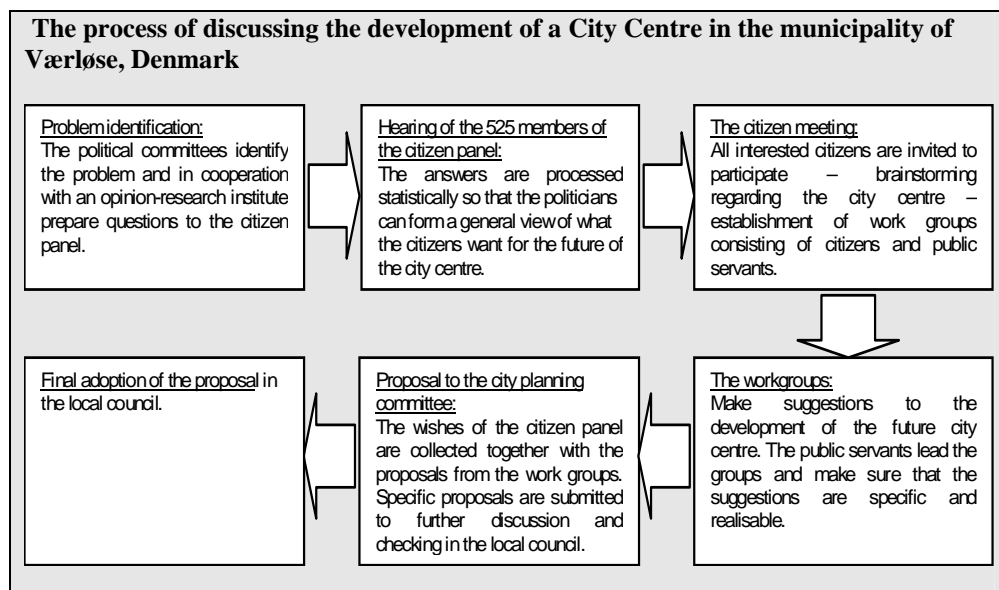 The process of discussing the development of a City Centre in the municipality of
Værløse, Denmark
Problem identification:
The political committees identify
the problem and in cooperation
with an opinion-research institute
prepare questions to the citizen
panel.
Hearing of the 525 members of
the citizen panel:
The answers are processed
statistically so that the politicians
can form a general view of what
the citizens want for the future of
the city centre.
The citizen meeting:
All interested citizens are invited to
participate – brainstorming
regarding the city centre –
establishment of work groups
consisting of citizens and public
servants.
The workgroups:
Make suggestions to the
development of the future city
centre. The public servants lead the
groups and make sure that the
suggestions are specific and
realisable.
Proposal to the city planning
committee:
The wishes of the citizen panel
are collected together with the
proposals from the work groups.
Specific proposals are submitted
to further discussion and
checking in the local council.
Final adoption of the proposal in
the local council.